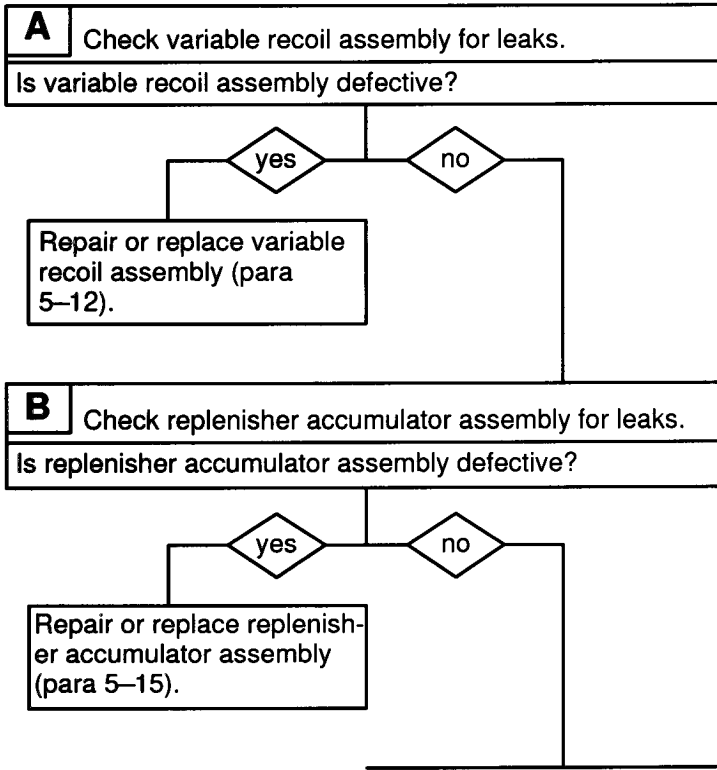 A Check variable recoil assembly for leaks.
Is variable recoil assembly defective?
yes no
Repair or replace variable
recoil assembly (para
5–12).
B Check replenisher accumulator assembly for leaks.
Is replenisher accumulator assembly defective?
yes no
Repair or replace replenish-
er accumulator assembly
(para 5–15).